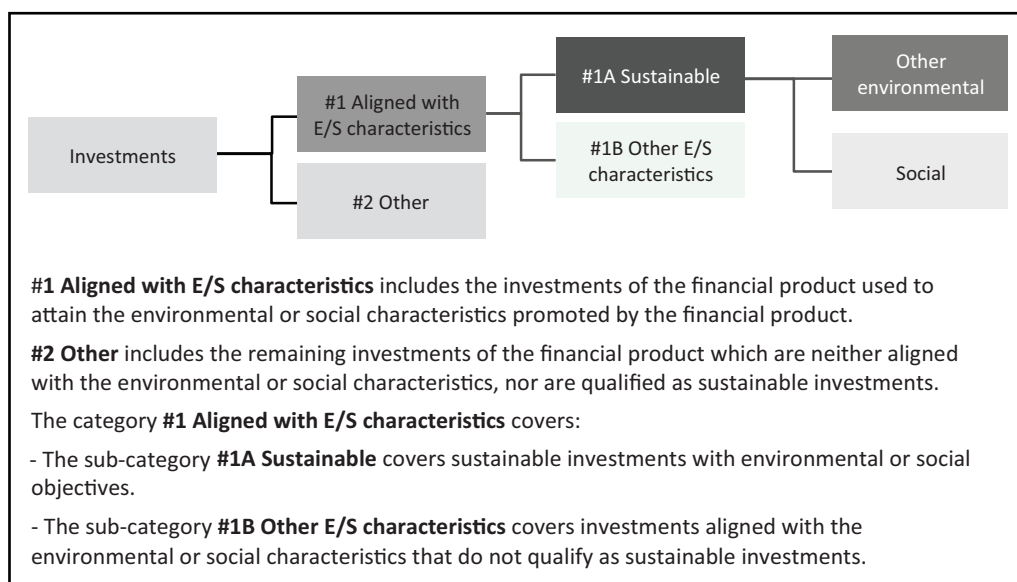 Investments
#1 Aligned with
E/S characteristics
#2 Other
#1A Sustainable
#1B Other E/S
characteristics
Other
environmental
Social
#1 Aligned with E/S characteristics includes the investments of the financial product used to
attain the environmental or social characteristics promoted by the financial product.
#2 Other includes the remaining investments of the financial product which are neither aligned
with the environmental or social characteristics, nor are qualified as sustainable investments.
The category #1 Aligned with E/S characteristics covers:
- The sub-category #1A Sustainable covers sustainable investments with environmental or social
objectives.
- The sub-category #1B Other E/S characteristics covers investments aligned with the
environmental or social characteristics that do not qualify as sustainable investments.